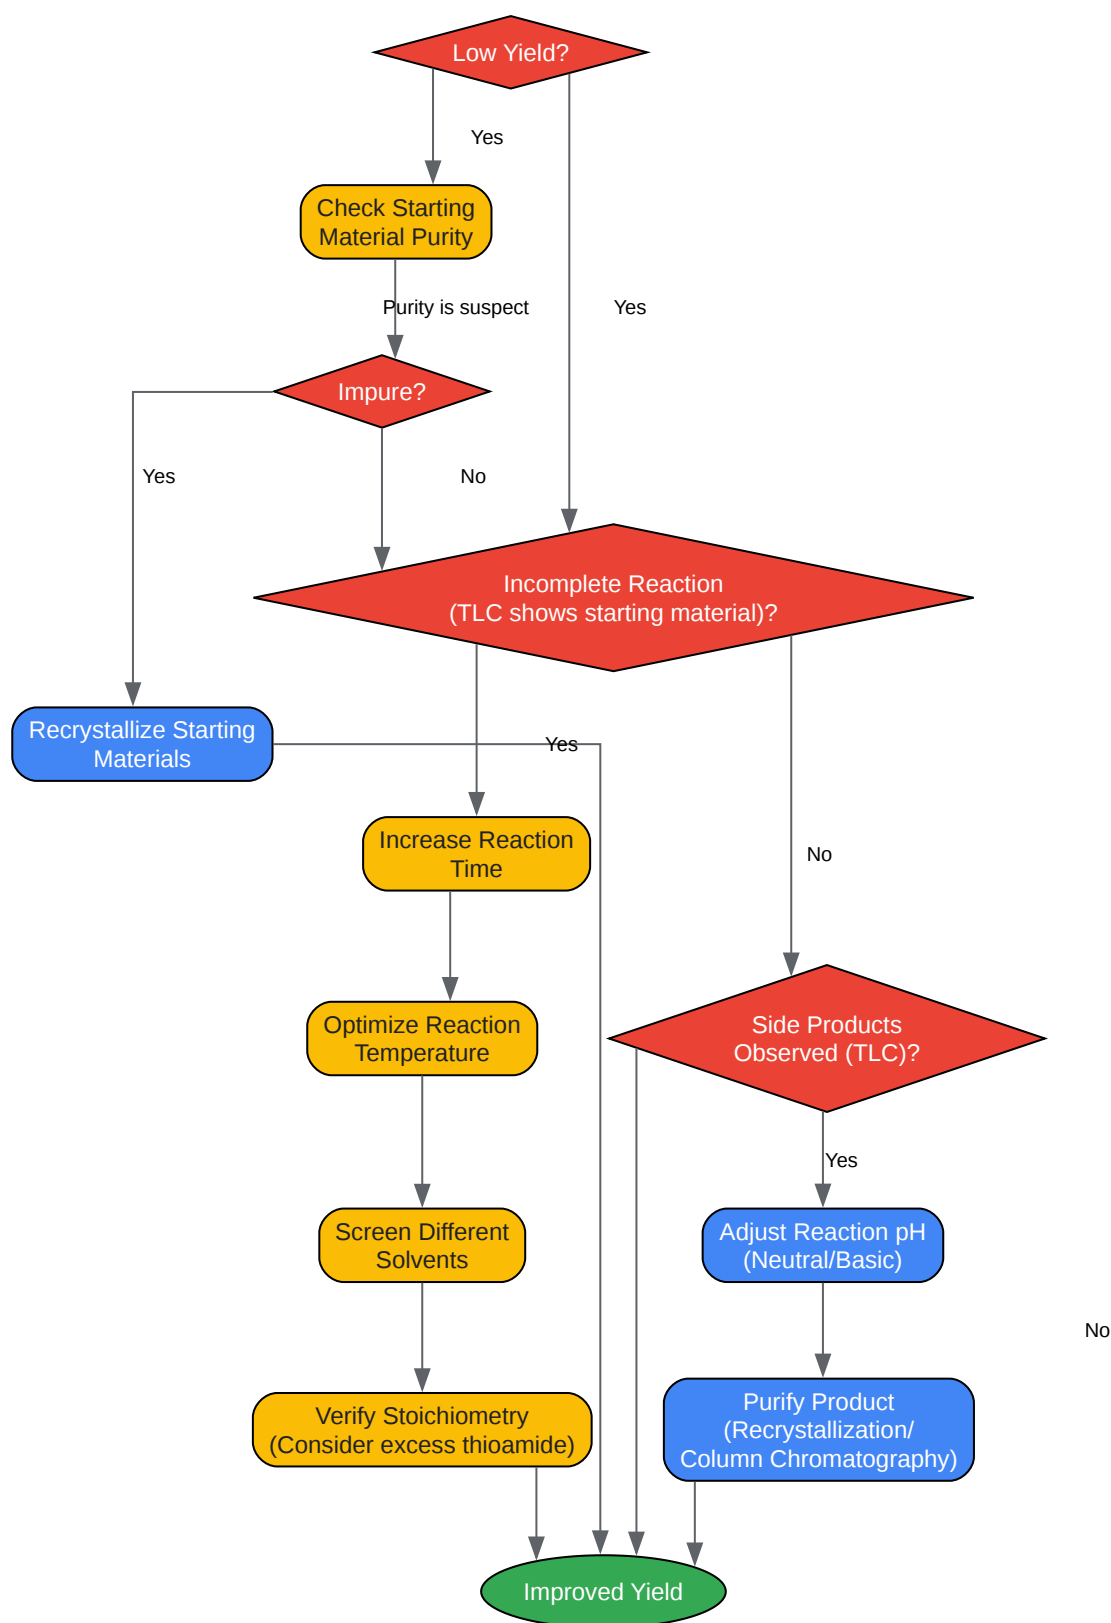 Low Yield?
Yes
Check Starting
Material Purity
Purity is suspect
Yes
Impure?
Yes
No
Incomplete Reaction
(TLC shows starting material)?
Recrystallize Starting
Materials
Yes
Increase Reaction
Time
No
Optimize Reaction
Temperature
Side Products
Observed (TLC)?
Yes
Screen Different
Solvents
Adjust Reaction pH
(Neutral/Basic)
No
Verify Stoichiometry
(Consider excess thioamide)
Purify Product
(Recrystallization/
Column Chromatography)
Improved Yield